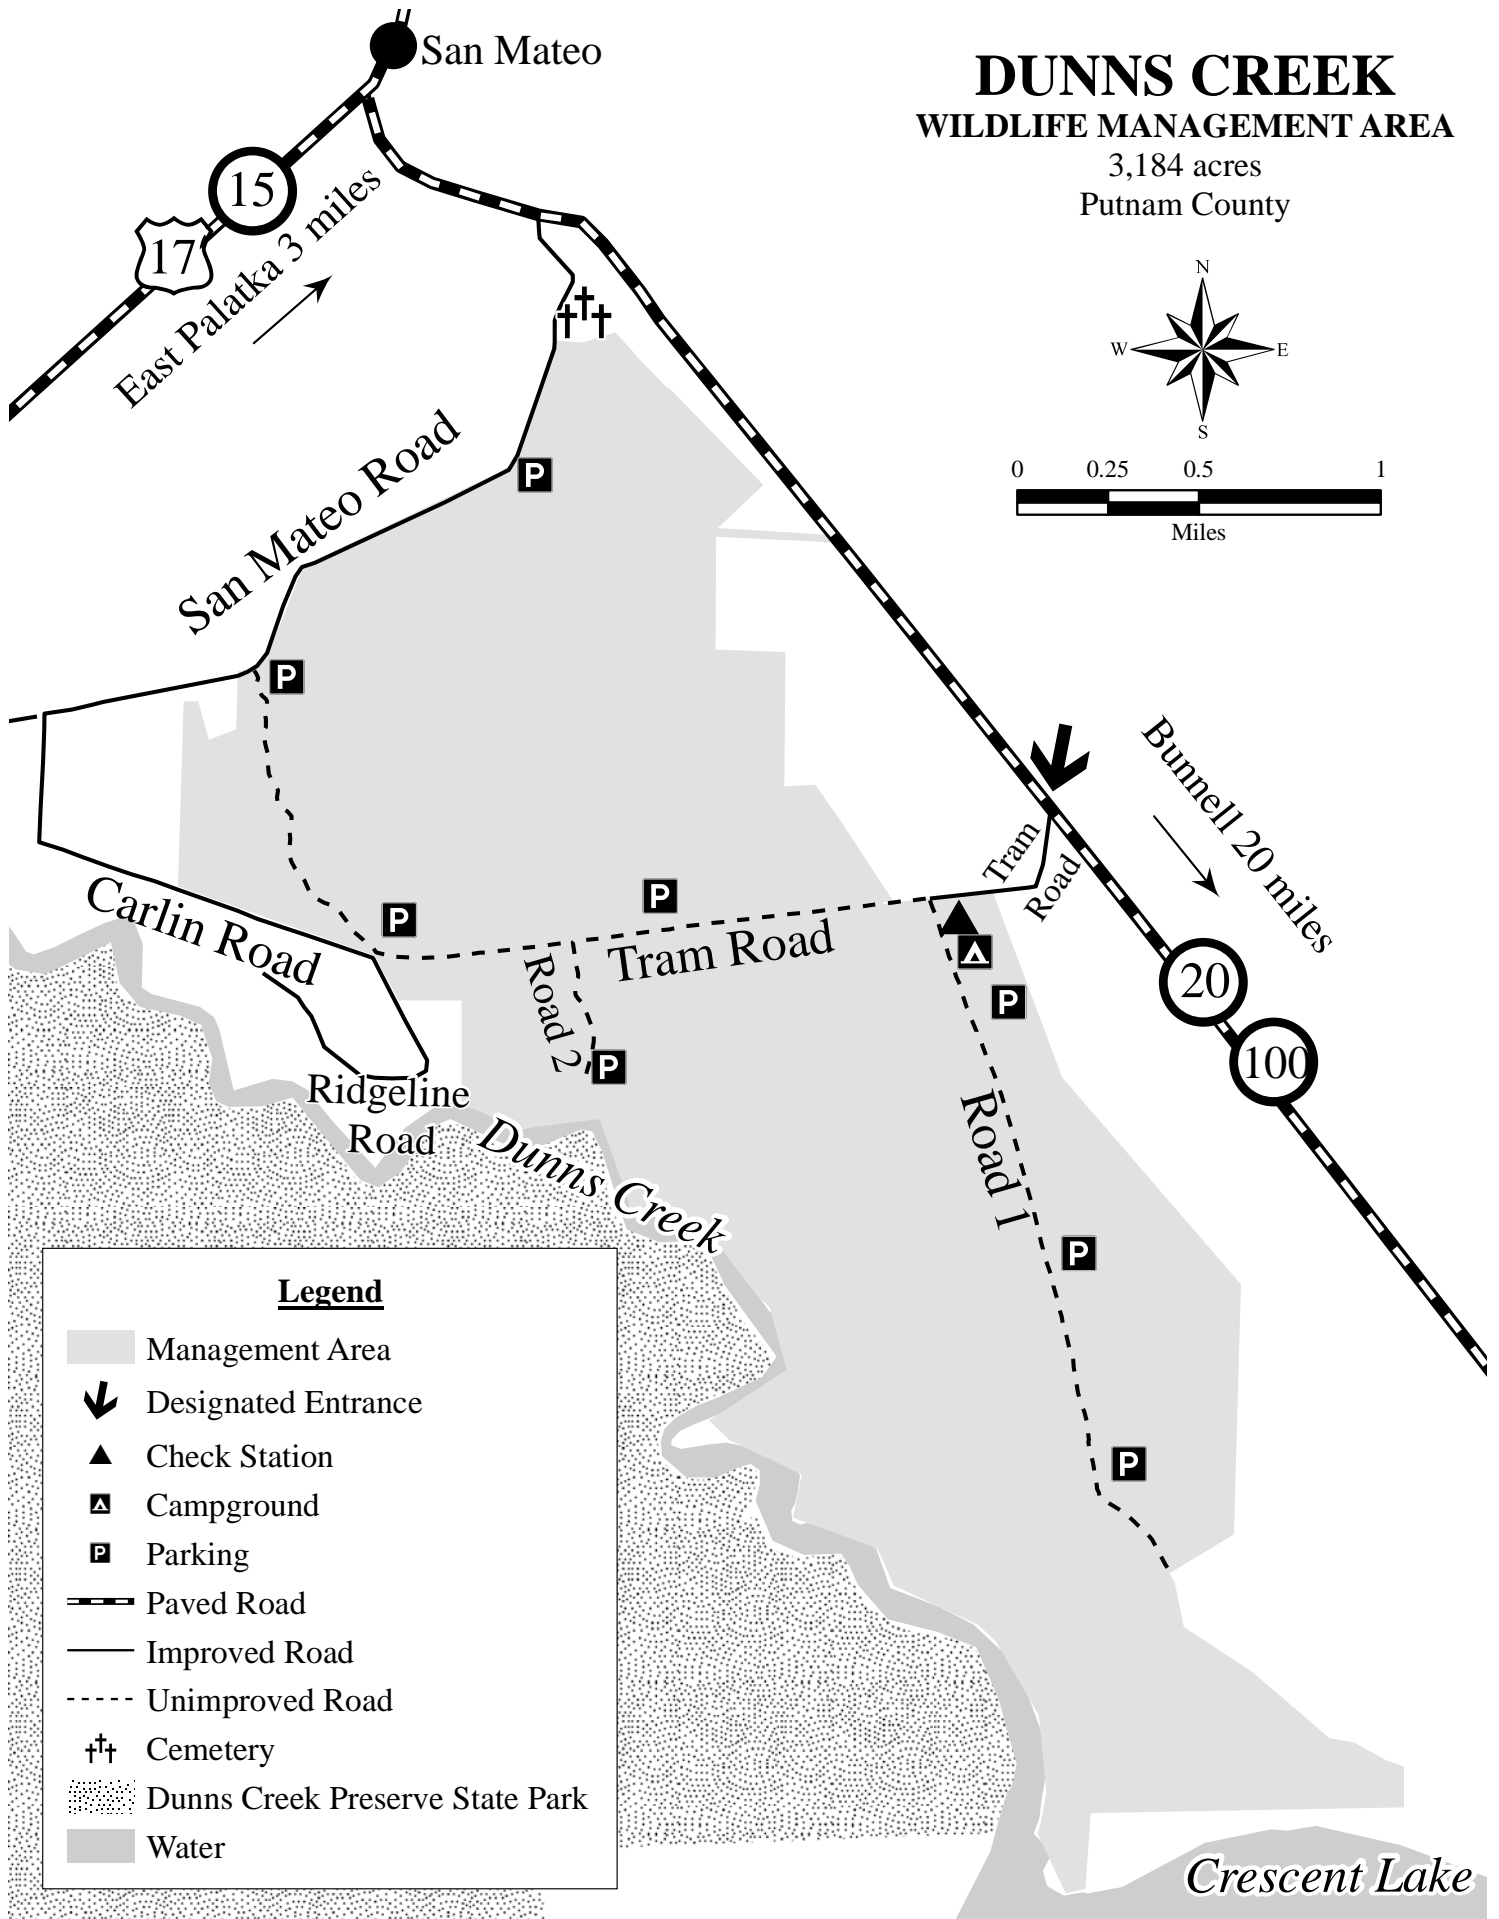 San Mateo
DUNNS CREEK
WILDLIFE MANAGEMENT AREA
3,184 acres
Putnam County
15
17
East Palatka 3 miles
N
W
E
S
0 0.25 0.5 1
Miles
San Mateo Road
P
P
Bunnell 20 miles
Tram
Road
Carlin Road
P
P
Tram Road
Road 2
P
P
20
100
Ridgeline
Road
Dunns Creek
Road 1
P
P
Legend
Management Area
Designated Entrance
Check Station
Campground
P Parking
Paved Road
Improved Road
Unimproved Road
Cemetery
Dunns Creek Preserve State Park
Water
Crescent Lake